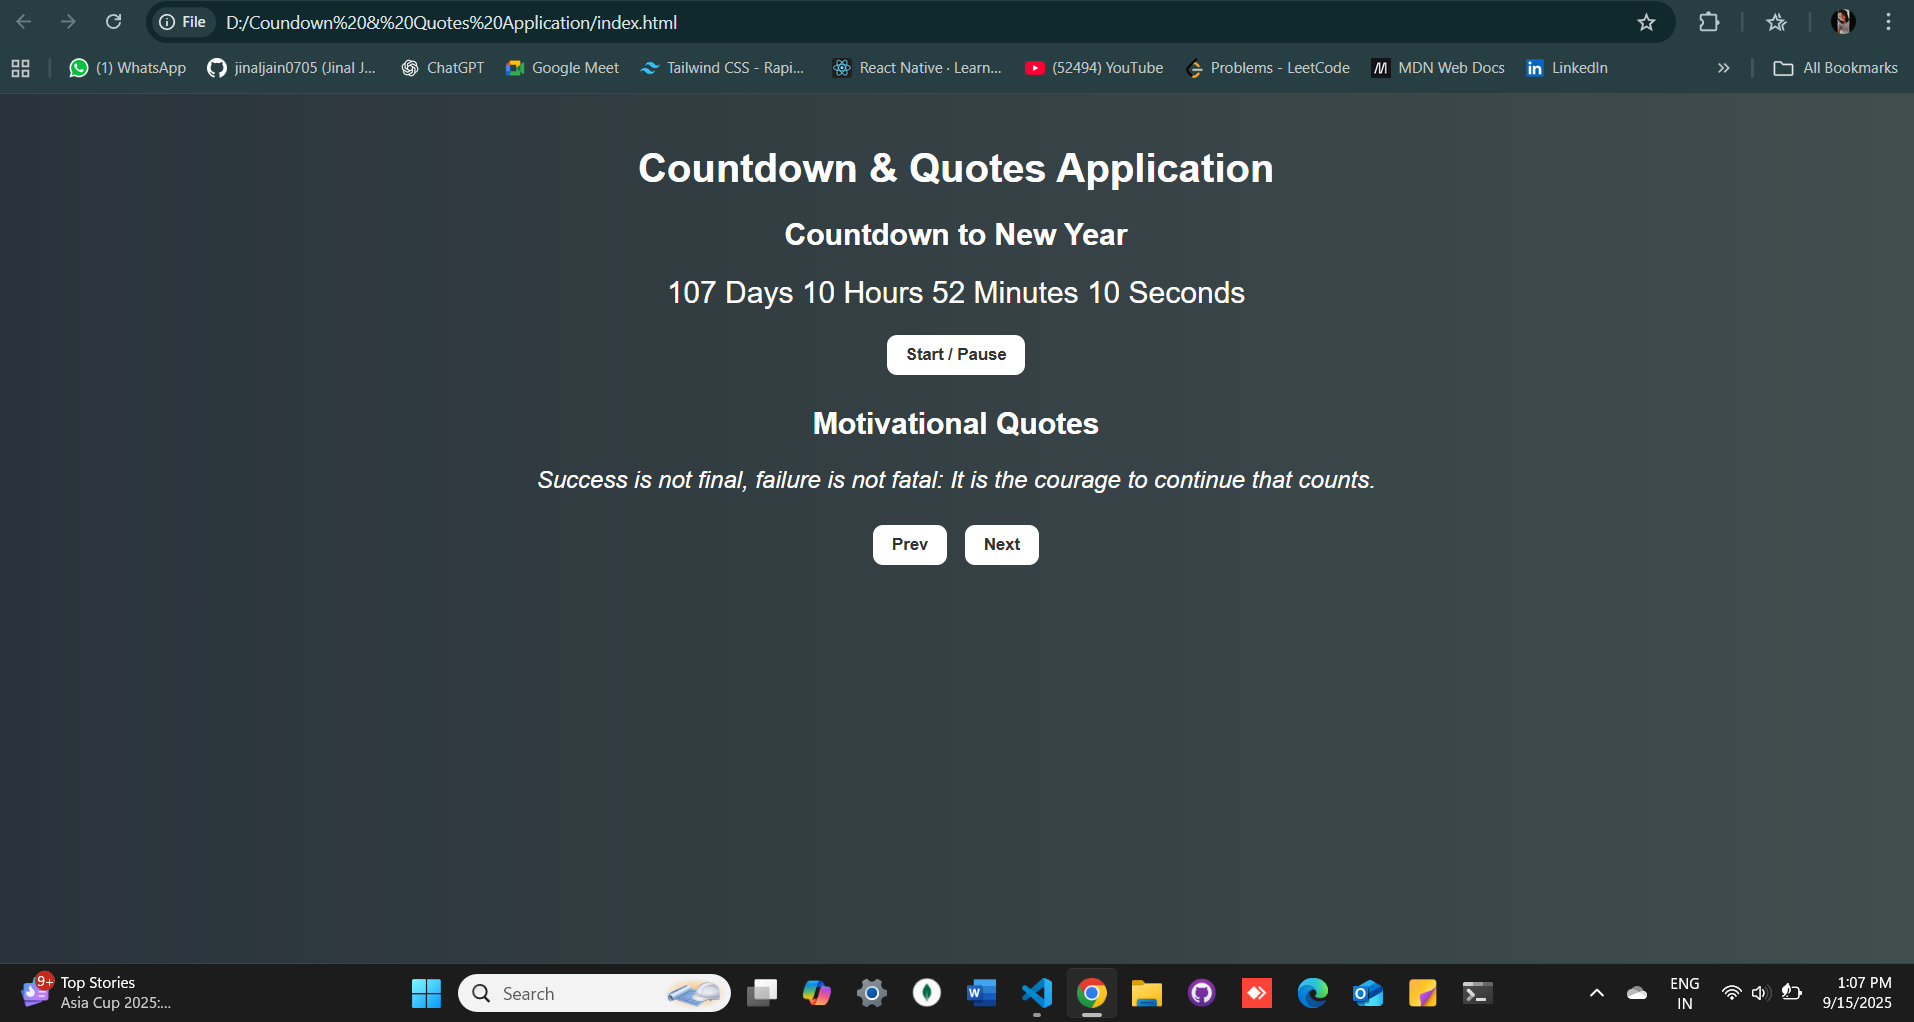 File
D:/Coundown%20&%20Quotes%20Application/index.html
(1) WhatsApp
jinaljain0705 (Jinal J...
ChatGPT
Google Meet
Tailwind CSS - Rapi...
React Native · Learn...
(52494) YouTube
Problems - LeetCode
MDN Web Docs
LinkedIn
All Bookmarks
Countdown & Quotes Application
Countdown to New Year
107 Days 10 Hours 52 Minutes 10 Seconds
Start / Pause
Motivational Quotes
Success is not final, failure is not fatal: It is the courage to continue that counts.
Prev
Next
9+
Top Stories
Asia Cup 2025:...
Search
ENG
IN
1:07 PM
9/15/2025